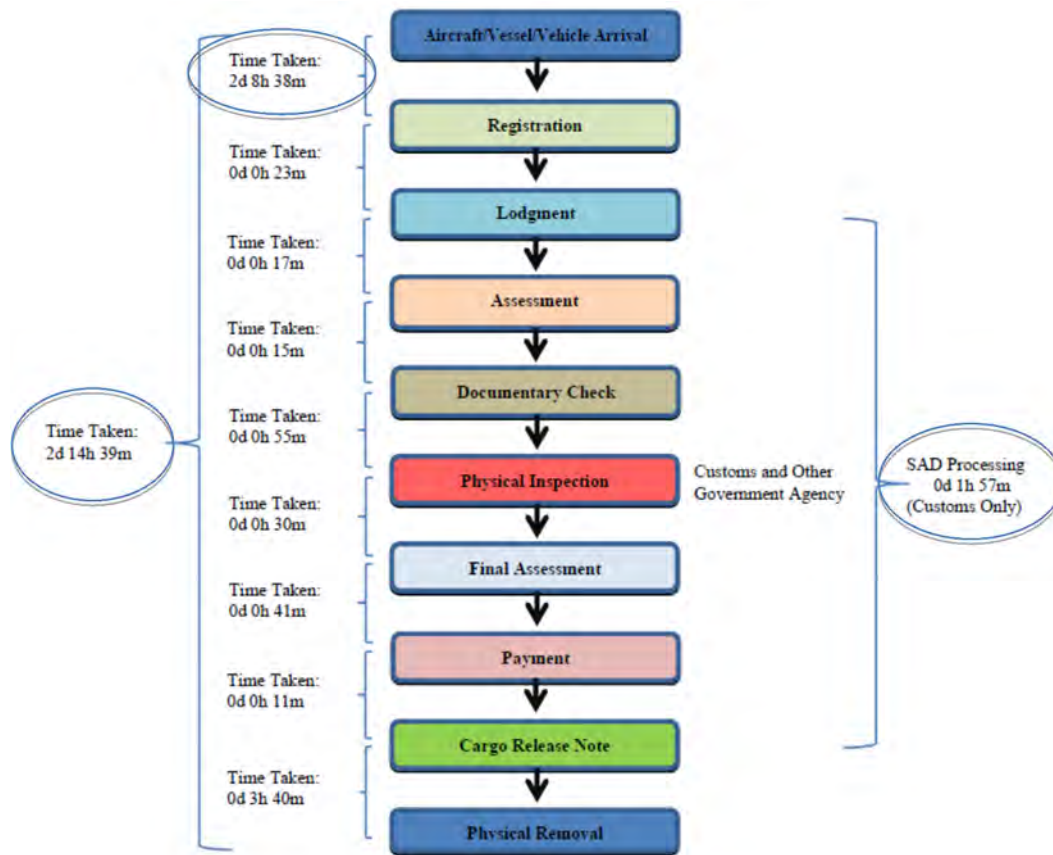 Aircraft/Vessel/Vehicle Arrival
Time Taken:
2d 8h 38m
Registration
Time Taken:
0d 0h 23m
Lodgment
Time Taken:
0d 0h 17m
Assessment
Time Taken:
0d 0h 15m
Documentary Check
Time Taken:
0d 0h 55m
Time Taken:
2d 14h 39m
Physical Inspection
Customs and Other
Government Agency
SAD Processing
0d 1h 57m
(Customs Only)
Time Taken:
0d 0h 30m
Final Assessment
Time Taken:
0d 0h 41m
Payment
Time Taken:
0d 0h 11m
Cargo Release Note
Time Taken:
0d 3h 40m
Physical Removal